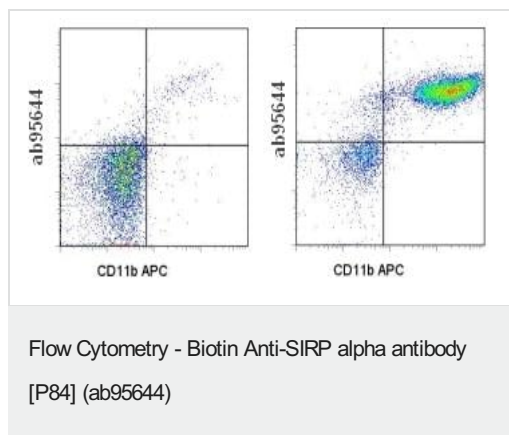 ab95644
CD11b APC
ab95644
CD11b APC
Flow Cytometry - Biotin Anti-SIRP alpha antibody
[P84] (ab95644)